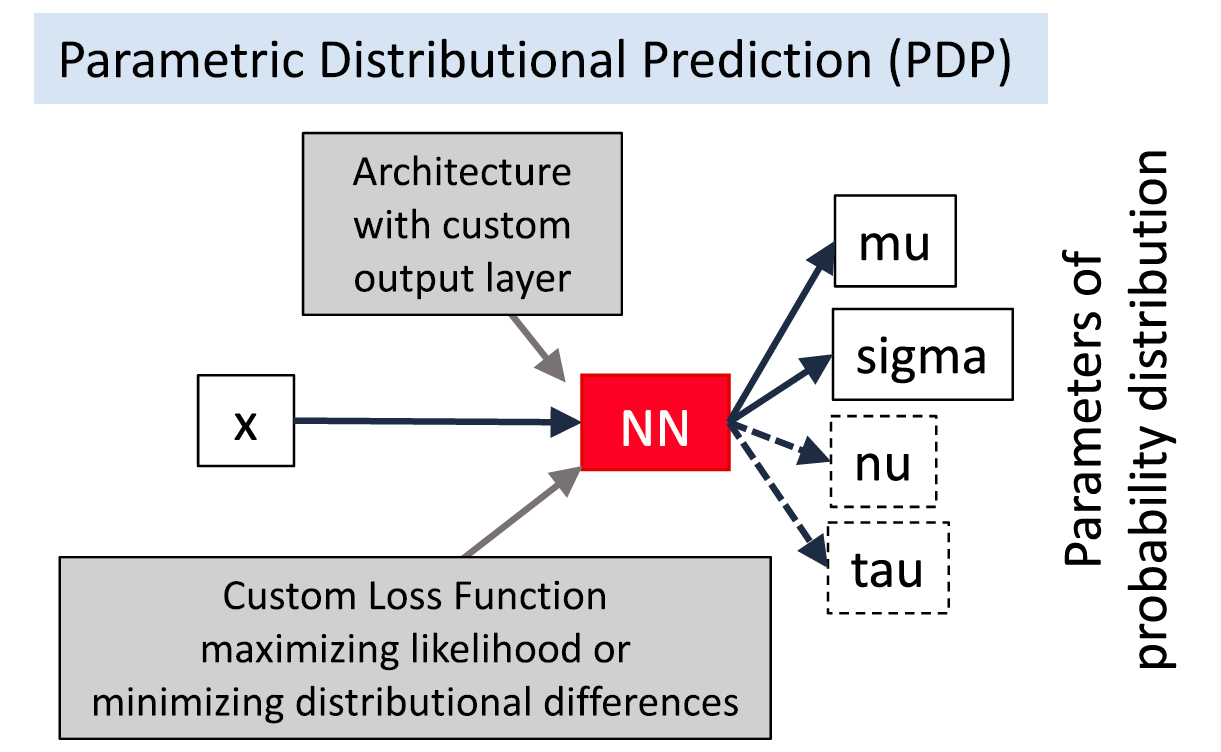 Parametric Distributional Prediction (PDP)
Architecture
with custom
output layer
x
NN
mu
sigma
nu
tau
Parameters of
probability distribution
Custom Loss Function
maximizing likelihood or
minimizing distributional differences